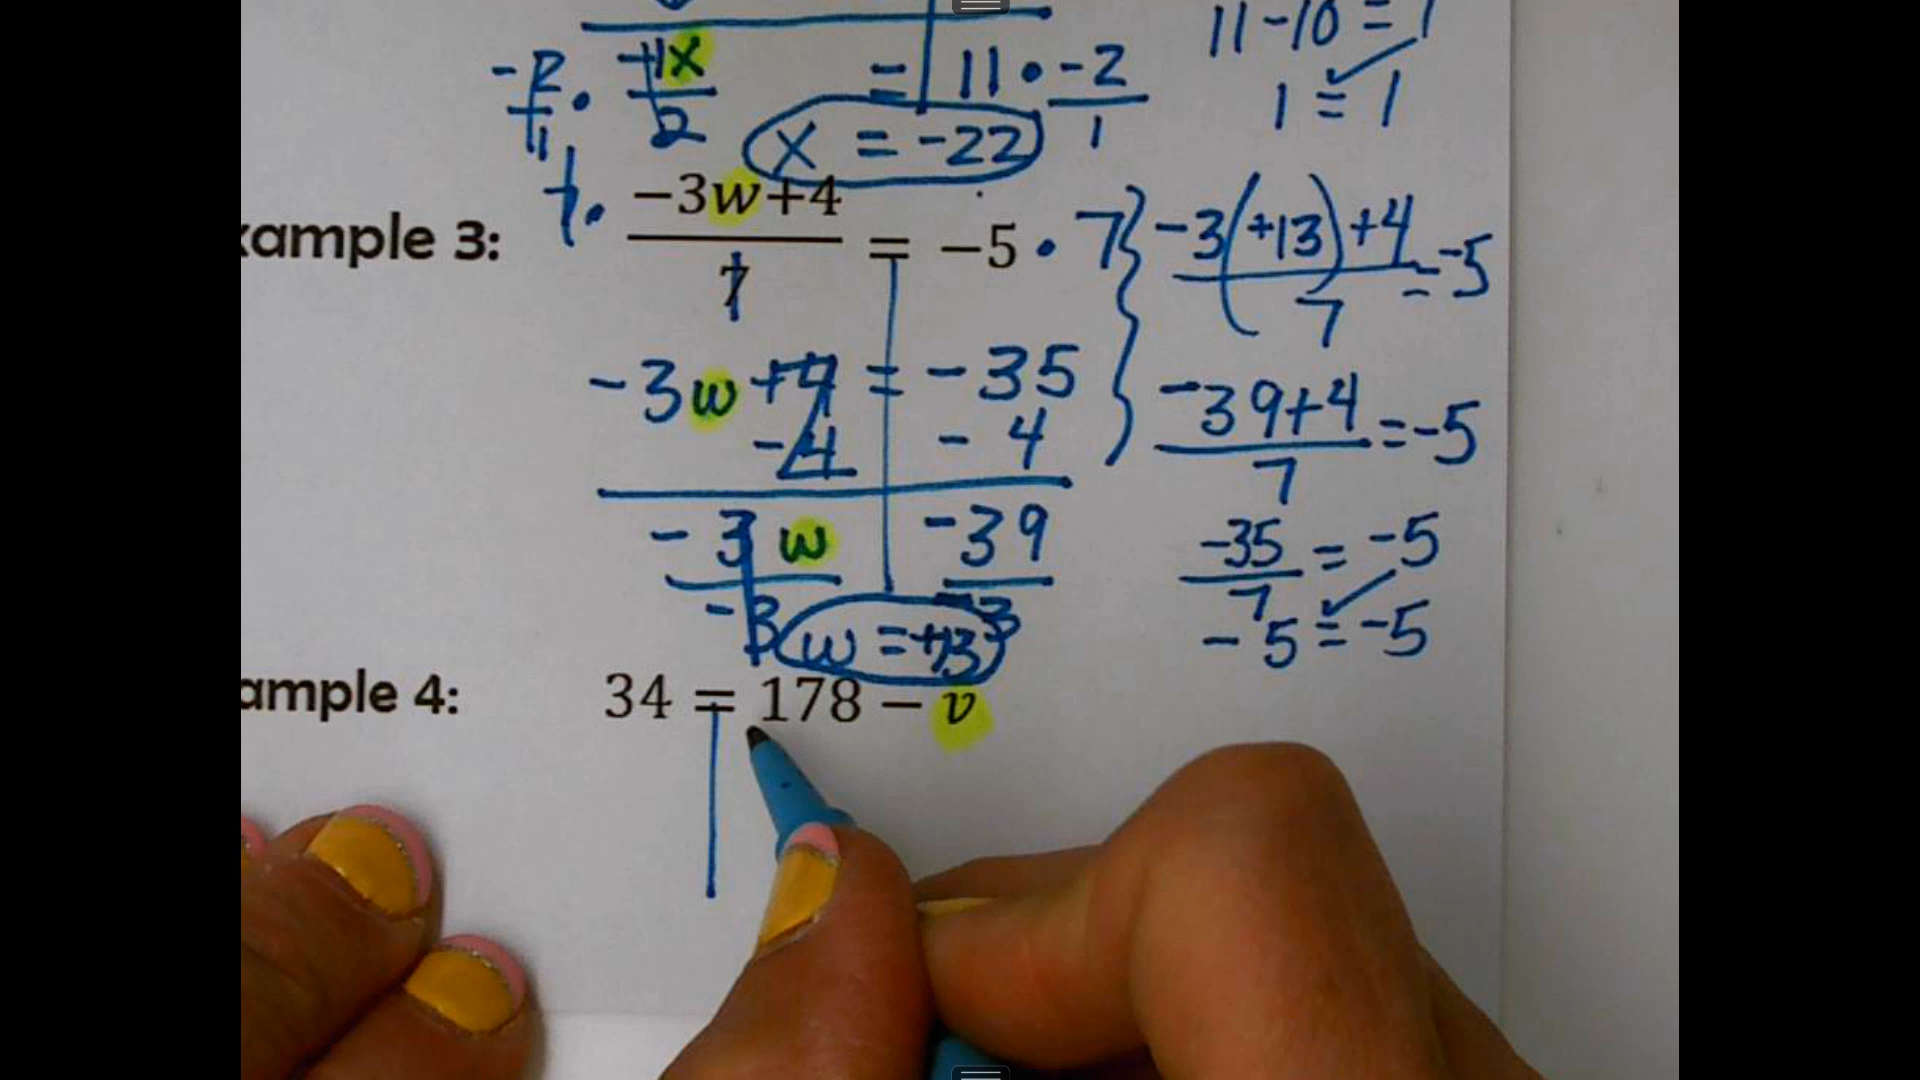 11-10 = 1
-2/1 • -1x/2 = 11 • -2/1
1 = 1
x = -22
xample 3: 7 • −3w+4/7 = −5 • 7
-3(+13)+4/7 = -5
-3w +4 = -35
-4 -4
-39+4/7 = -5
-3w/-3 -39/-3
-35/7 = -5
w = +13
-5 = -5
ample 4: 34 = 178 − v